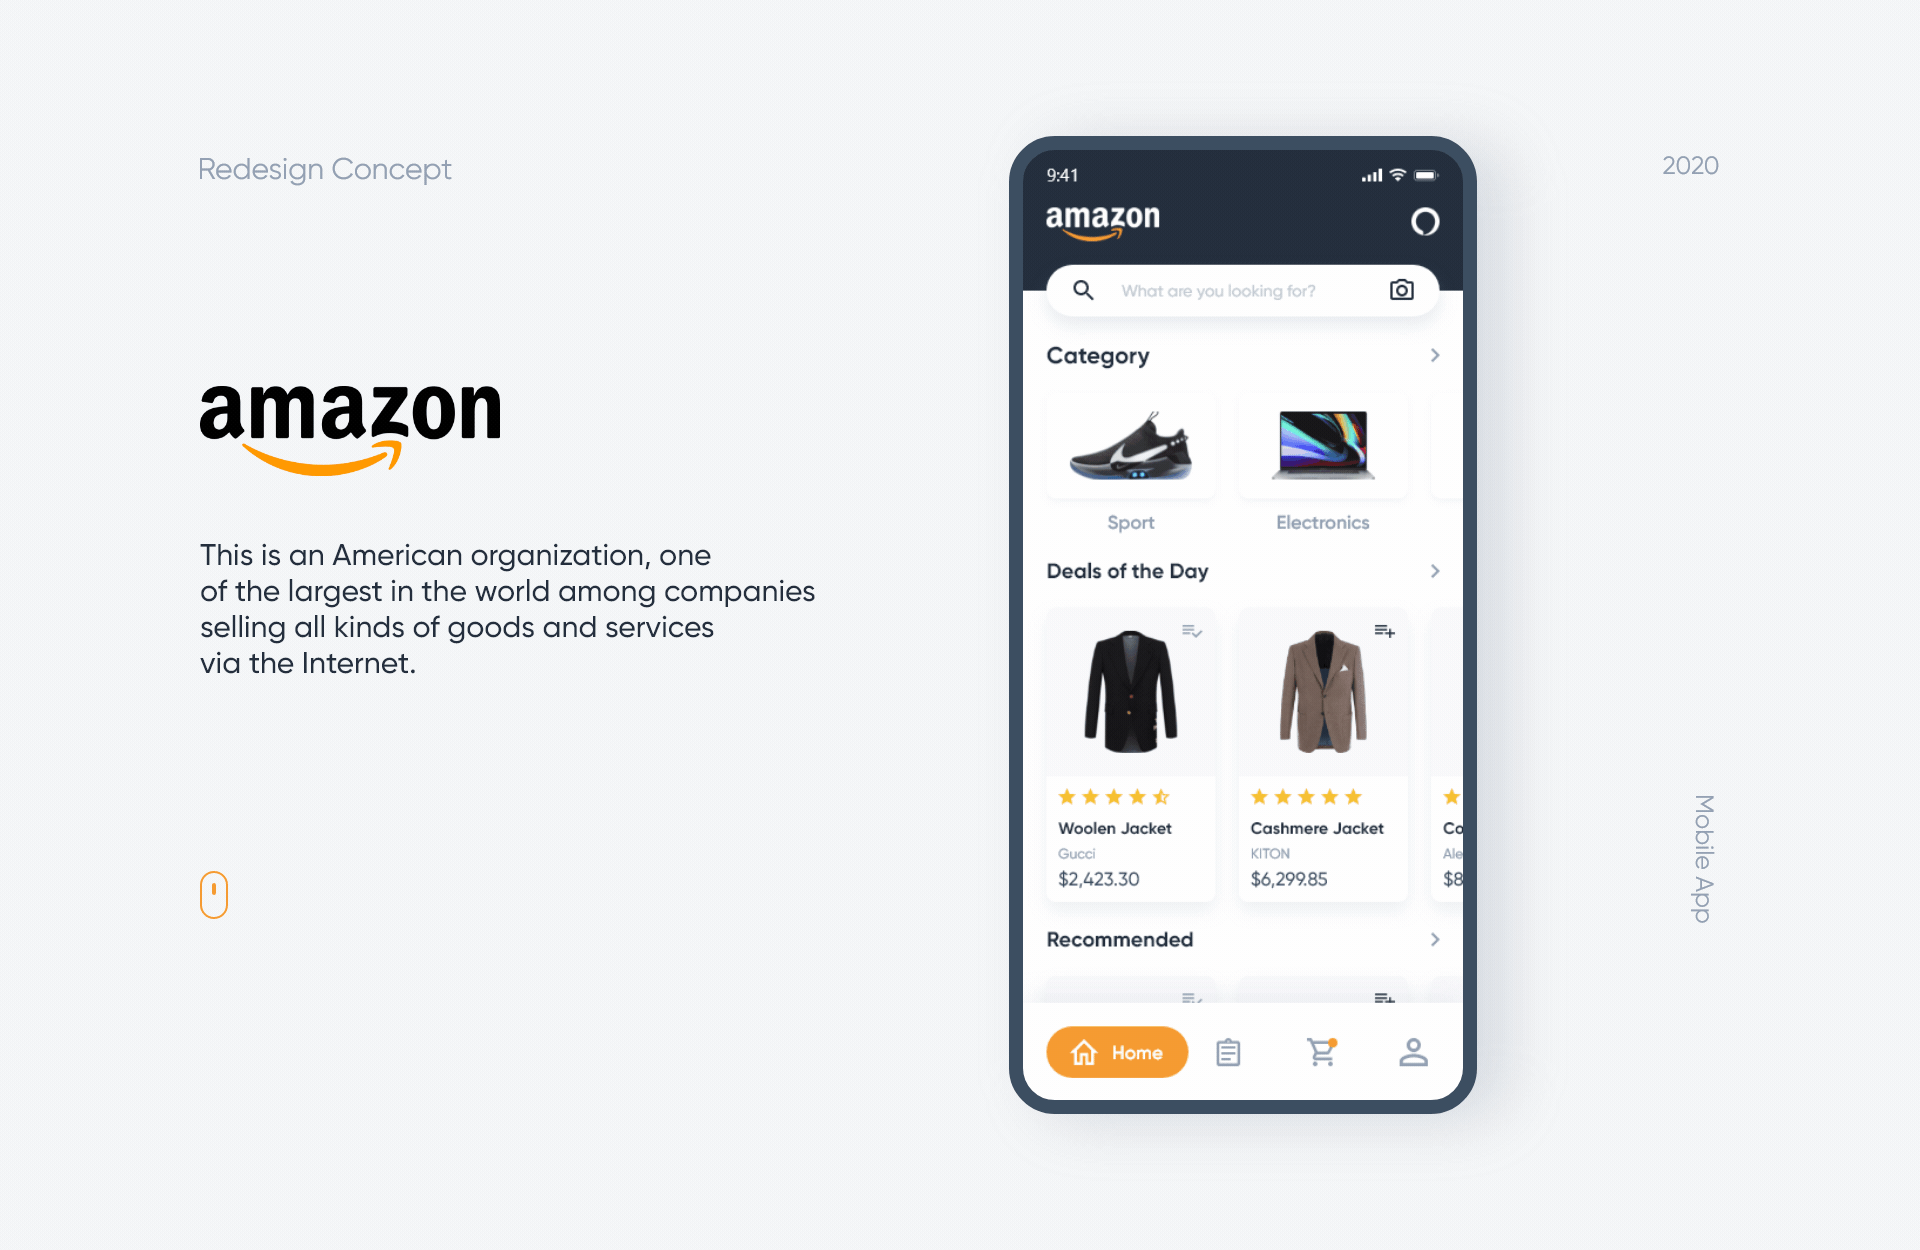 Redesign Concept
2020
amazon
This is an American organization, one
of the largest in the world among companies
selling all kinds of goods and services
via the Internet.
9:41
amazon
What are you looking for?
Category
Sport
Electronics
Deals of the Day
Woolen Jacket
Gucci
$2,423.30
Cashmere Jacket
KITON
$6,299.85
Co
Ale
$8
Recommended
Home
Mobile App